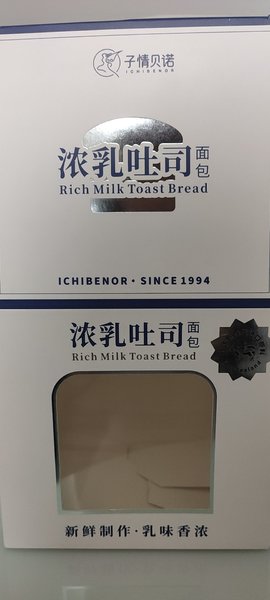 子情贝诺
ICHIBENOR
浓乳吐司面包
Rich Milk Toast Bread
ICHIBENOR · SINCE 1994
浓乳吐司面包
Rich Milk Toast Bread
新鲜制作 · 乳味香浓